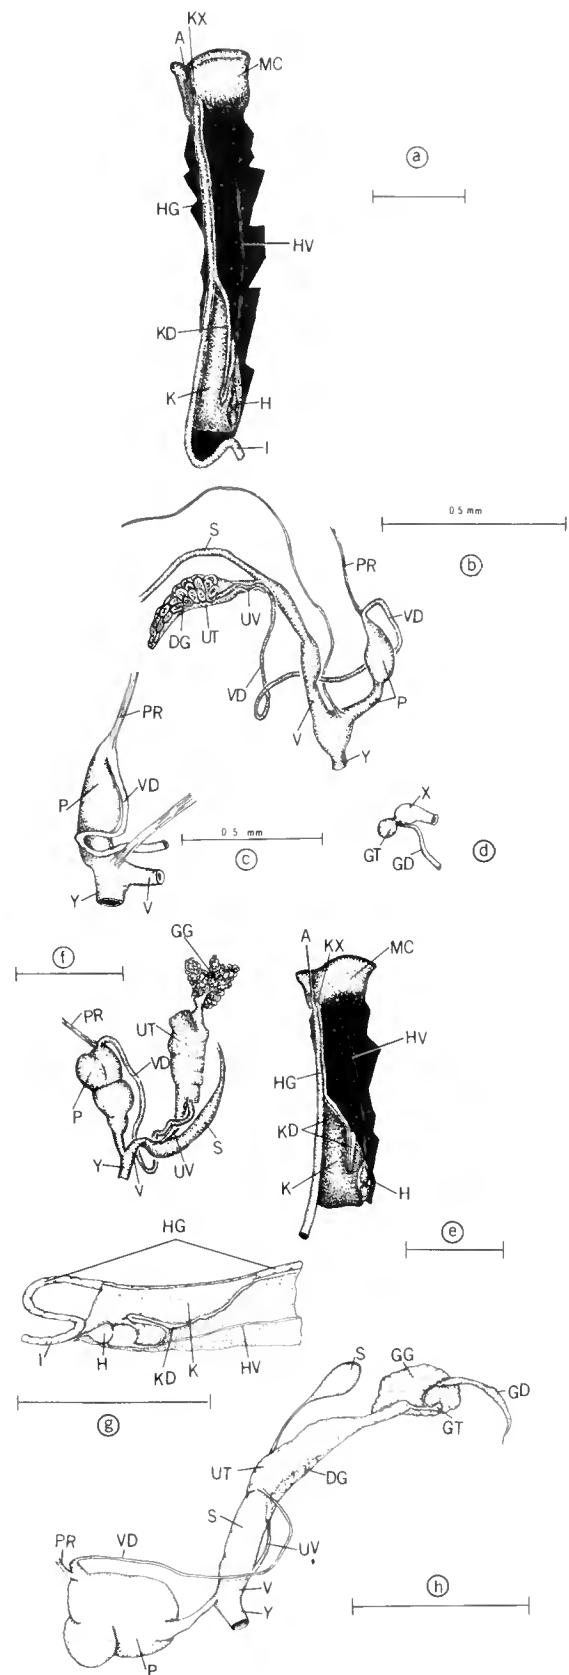 KX
A
MC
a
HG
HV
KD
K
H
I
0.5 mm
S
b
PR
VD
UV
DG
UT
VD
P
V
Y
PR
P
VD
0.5 mm
X
c
d
GT
GD
Y
V
GG
A
KX
MC
f
PR
UT
HV
VD
HG
P
S
KD
Y
UV
V
K
H
HG
e
I
H
KD
K
HV
S
GG
GD
g
GT
UT
DG
S
PR
VD
UV
h
V
Y
P